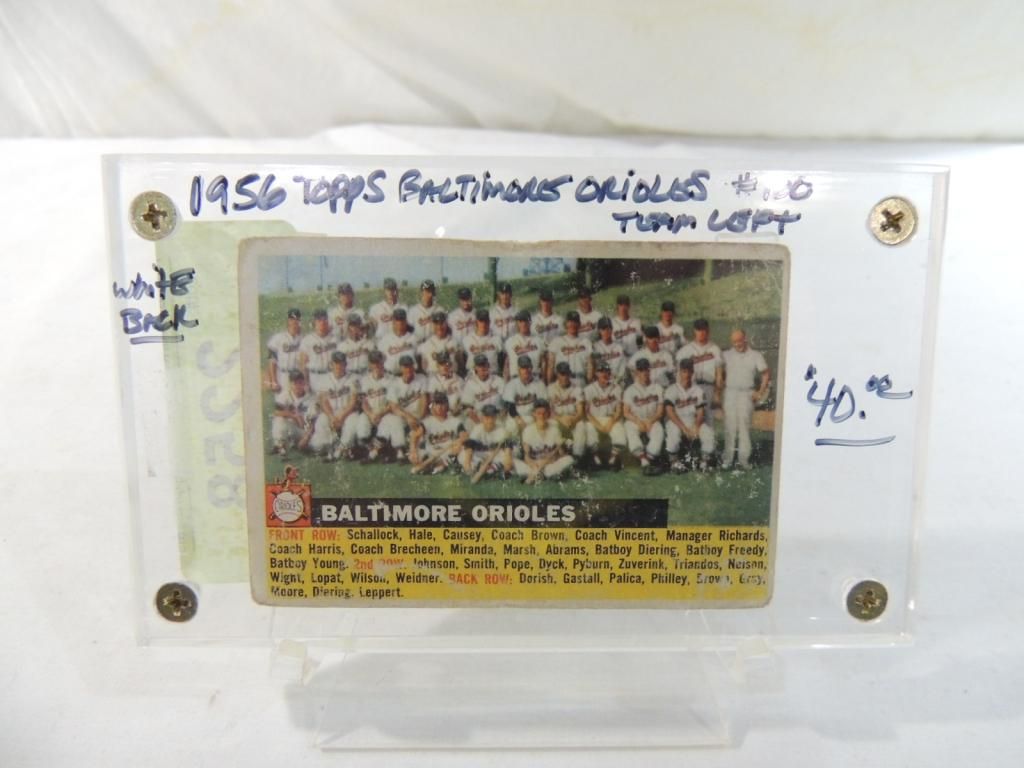 1956 TOPPS BALTIMORE ORIOLES #100
TEAM LEFT
WHITE
BACK
$40.00
8528
ORIOLES
BALTIMORE ORIOLES
FRONT ROW: Schallock, Hale, Causey, Coach Brown, Coach Vincent, Manager Richards,
Coach Harris, Coach Brecheen, Miranda, Marsh, Abrams, Batboy Diering, Batboy Freedy,
Batboy Young. 2nd ROW: Johnson, Smith, Pope, Dyck, Pyburn, Zuverink, Triandos, Nelson,
Wight, Lopat, Wilson, Weidner. BACK ROW: Dorish, Gastall, Palica, Philley, Brown, Gray,
Moore, Diering, Leppert.